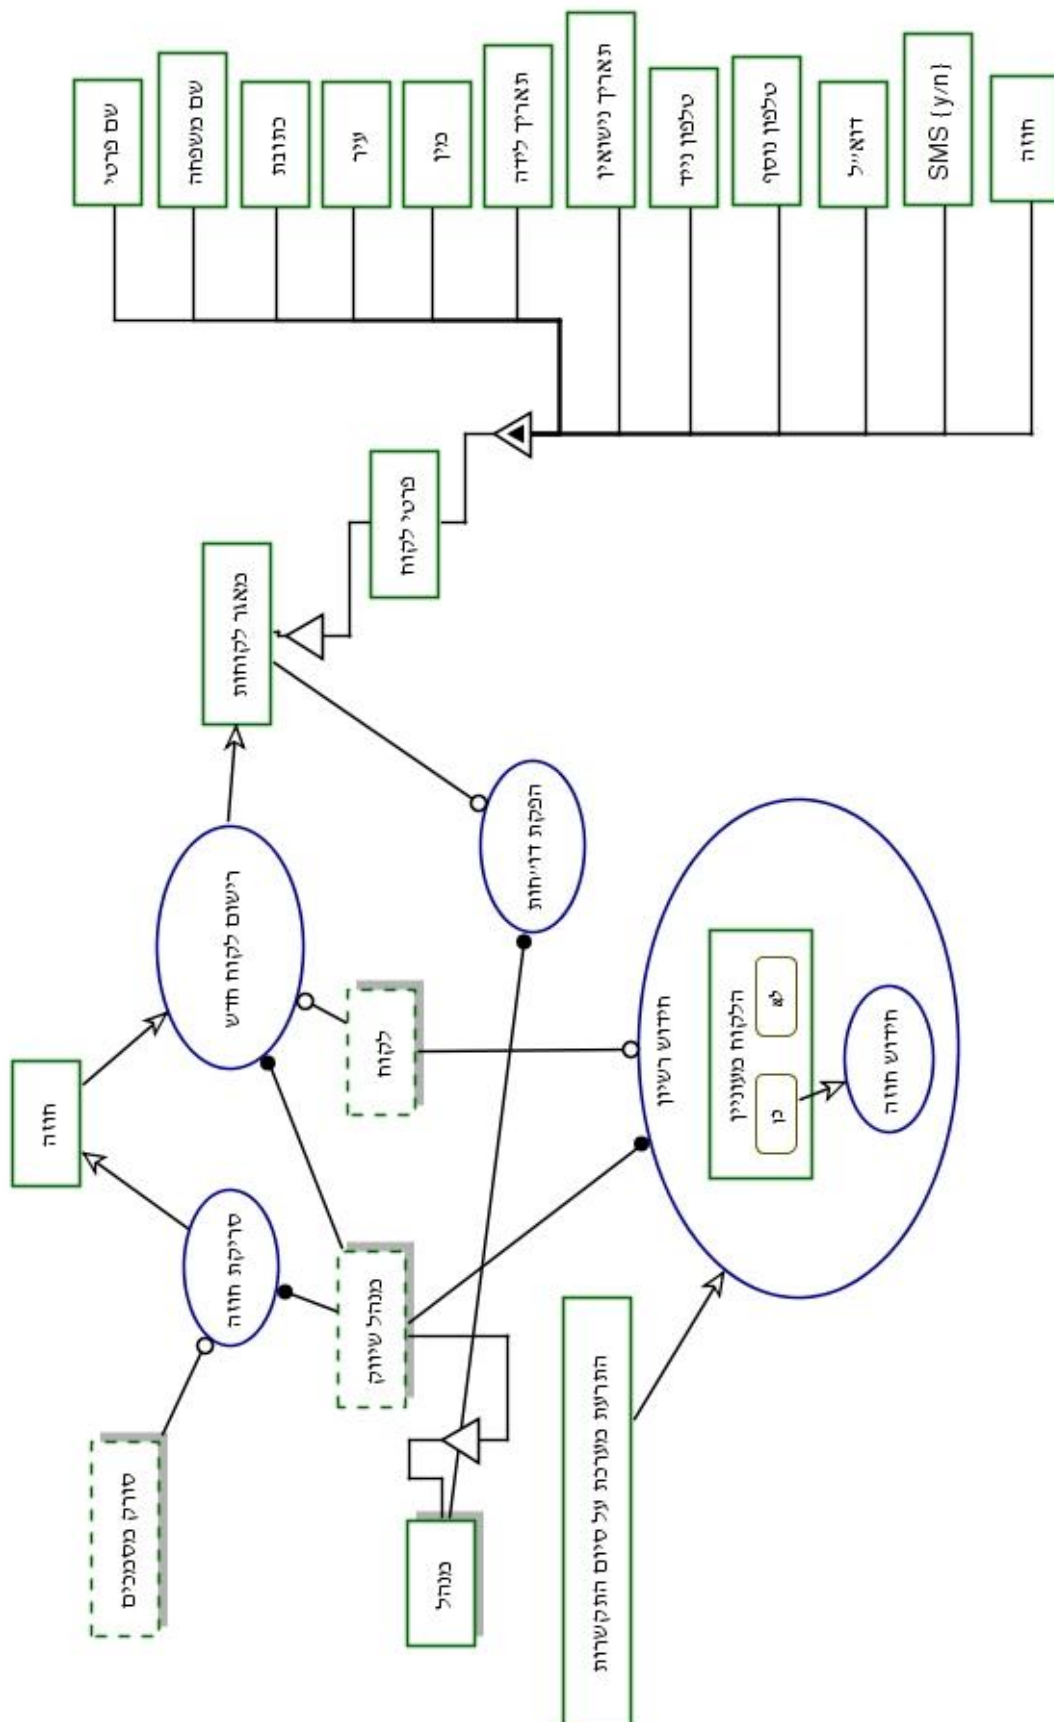 שם פרטי
שם משפחה
כתובת
עיר
מין
תאריך לידה
תאריך נישואין
טלפון נייד
טלפון נוסף
דואייל
SMS {y/n}
חוזה
פרטי לקוח
מאגר לקוחות
רישום לקוח חדש
הפקת דו״חות
חוזה
לקוח
חידוש רשיון
הלקוח מעוניין
לא
כן
חידוש חוזה
סריקת חוזה
מנהל שיווק
סורק מסמכים
מנהל
התרעת מערכת על סיום התקשרות